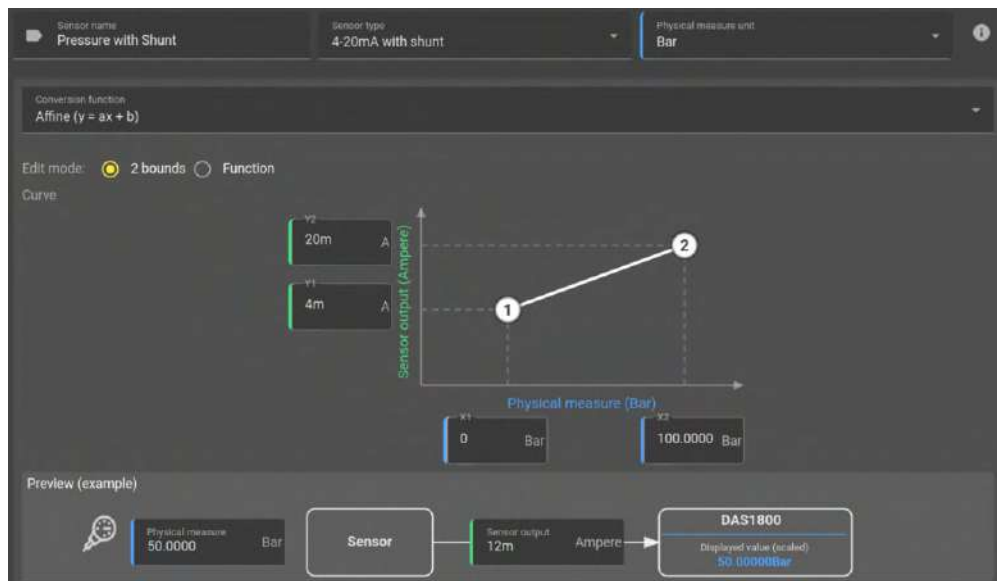 Sensor name
Pressure with Shunt
Sensor type
4-20mA with shunt
Physical measure unit
Bar
Conversion function
Affine (y = ax + b)
Edit mode: 2 bounds Function
Curve
Y2
20m A
Y1
4m A
Sensor output (Ampere)
1
2
Physical measure (Bar)
X1
0 Bar
X2
100.0000 Bar
Preview (example)
Physical measure
50.0000 Bar
Sensor
Sensor output
12m Ampere
DAS1800
Displayed value (scaled)
50.00000Bar